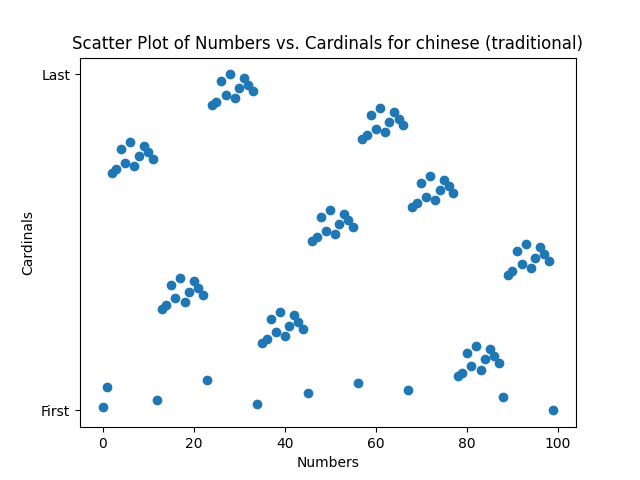 Scatter Plot of Numbers vs. Cardinals for chinese (traditional)
Last
Cardinals
First
0 20 40 60 80 100
Numbers